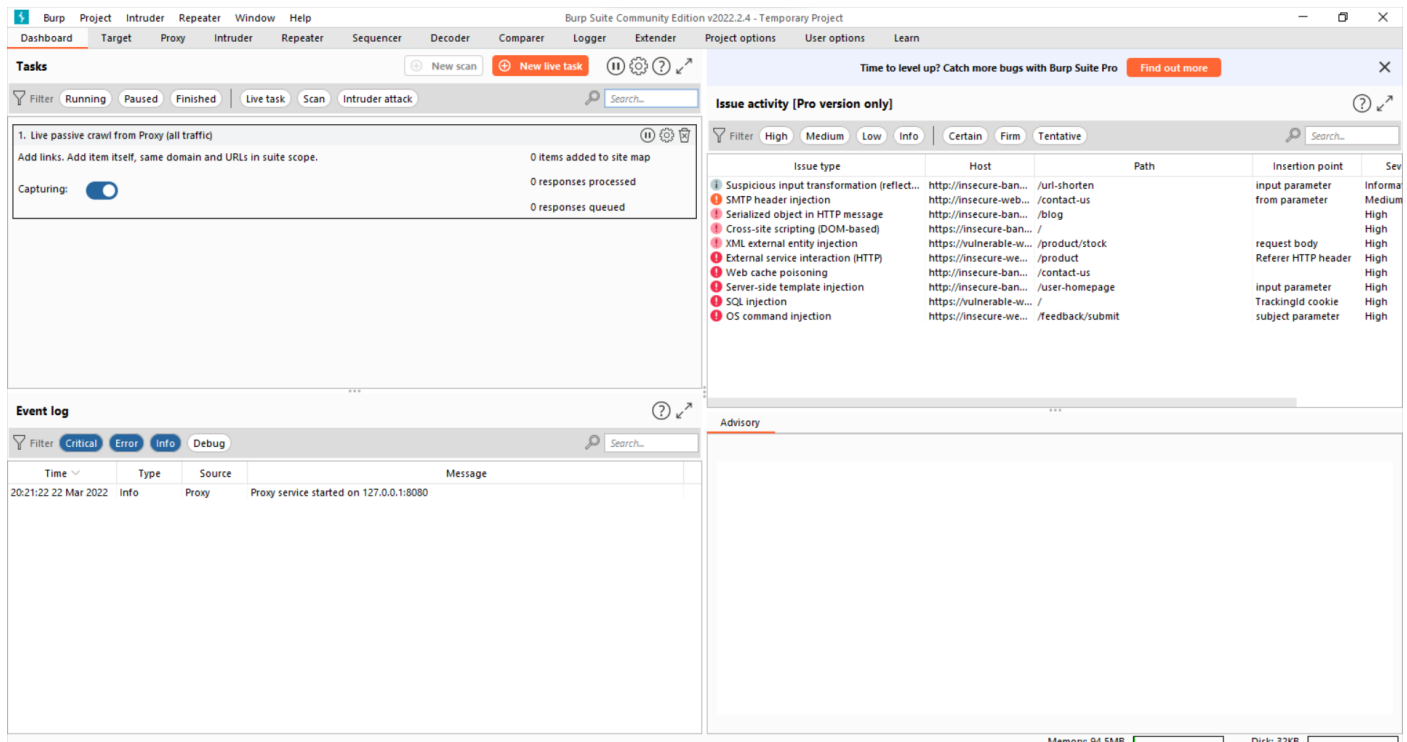 Burp Project Intruder Repeater Window Help Burp Suite Community Edition v2022.2.4 - Temporary Project
Dashboard Target Proxy Intruder Repeater Sequencer Decoder Comparer Logger Extender Project options User options Learn
Tasks New scan New live task
Filter Running Paused Finished Live task Scan Intruder attack Search...
1. Live passive crawl from Proxy (all traffic)
Add links. Add item itself, same domain and URLs in suite scope. 0 items added to site map
Capturing: 0 responses processed
0 responses queued
Event log
Filter Critical Error Info Debug Search...
Time Type Source Message
20:21:22 22 Mar 2022 Info Proxy Proxy service started on 127.0.0.1:8080
Time to level up? Catch more bugs with Burp Suite Pro Find out more
Issue activity [Pro version only]
Filter High Medium Low Info Certain Firm Tentative Search...
Issue type Host Path Insertion point Sev
Suspicious input transformation (reflect... http://insecure-ban... /url-shorten input parameter Informa
SMTP header injection http://insecure-web... /contact-us from parameter Medium
Serialized object in HTTP message http://insecure-ban... /blog High
Cross-site scripting (DOM-based) https://insecure-ban... / High
XML external entity injection https://vulnerable-w... /product/stock request body High
External service interaction (HTTP) https://insecure-we... /product Referer HTTP header High
Web cache poisoning http://insecure-ban... /contact-us High
Server-side template injection http://insecure-ban... /user-homepage input parameter High
SQL injection https://vulnerable-w... / TrackingId cookie High
OS command injection https://insecure-we... /feedback/submit subject parameter High
Advisory
Memory: 94.5MB Disk: 32KB